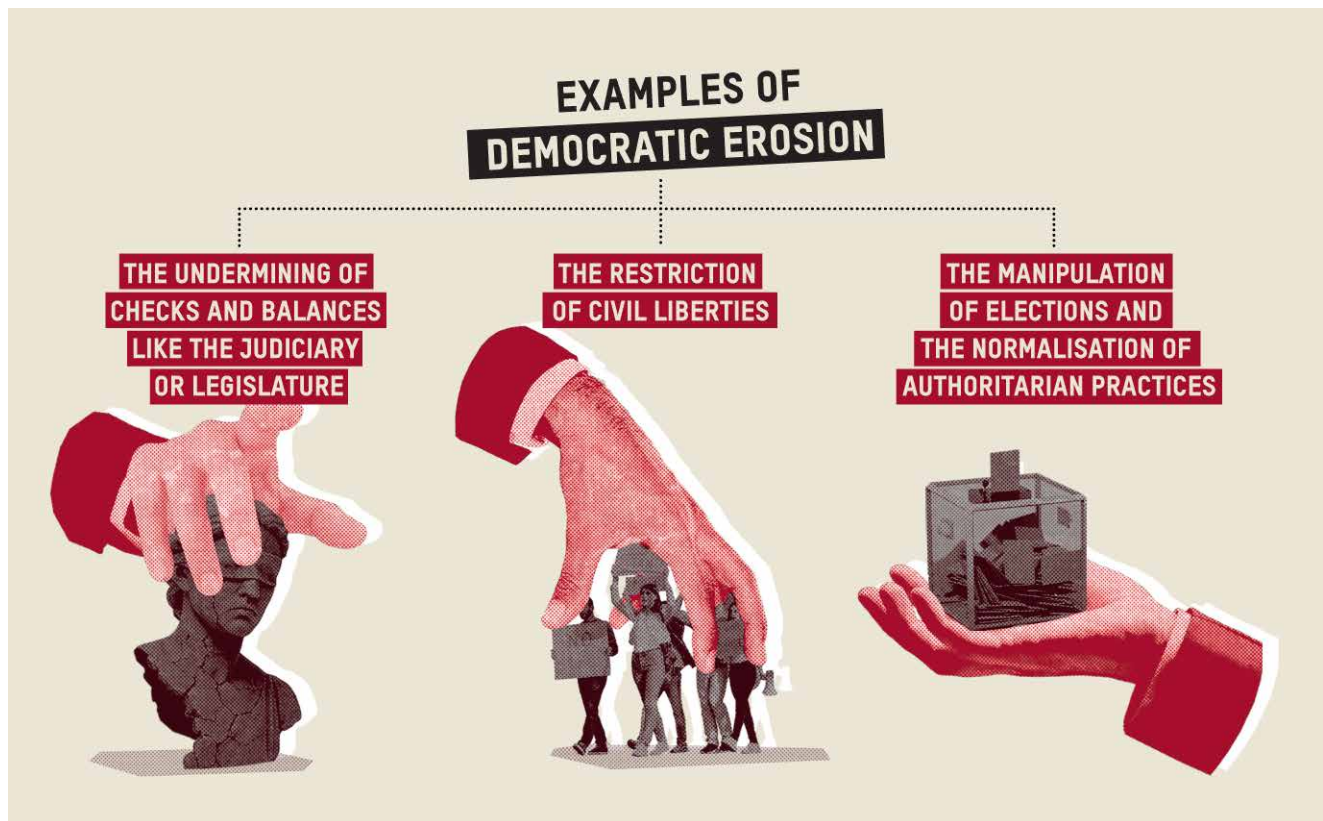 EXAMPLES OF
DEMOCRATIC EROSION
THE UNDERMINING OF
CHECKS AND BALANCES
LIKE THE JUDICIARY
OR LEGISLATURE
THE RESTRICTION
OF CIVIL LIBERTIES
THE MANIPULATION
OF ELECTIONS AND
THE NORMALISATION OF
AUTHORITARIAN PRACTICES